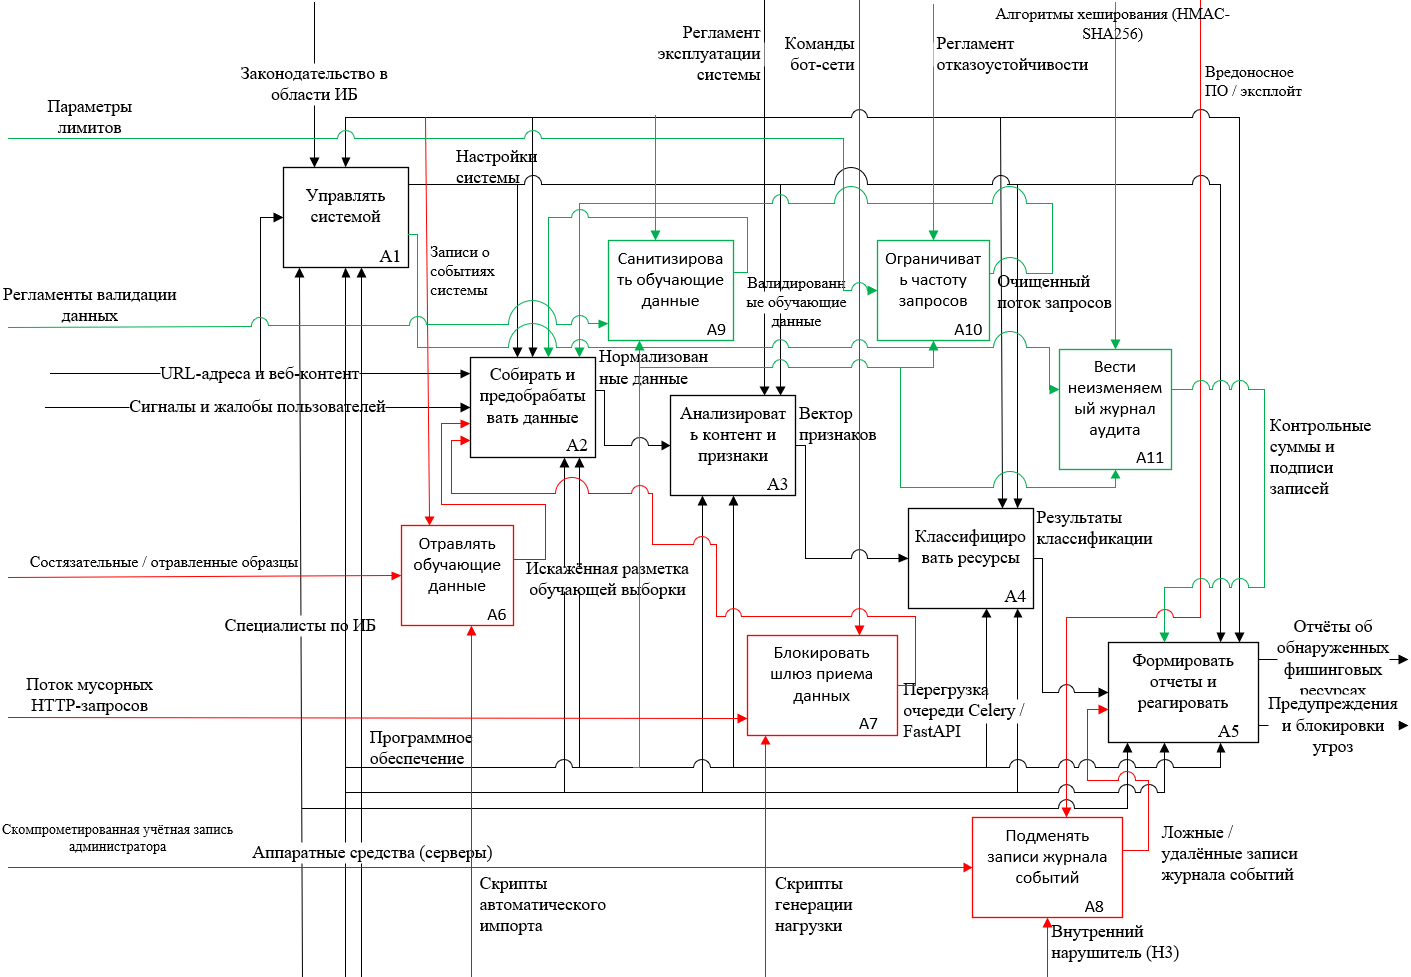 Алгоритмы хеширования (HMAC-
SHA256)
Регламент
эксплуатации
системы
Команды
бот-сети
Регламент
отказоустойчивости
Вредоносное
ПО / эксплойт
Законодательство в
области ИБ
Параметры
лимитов
Настройки
системы
Управлять
системой
A1
Записи о
событиях
системы
Санитизирова
ть обучающие
данные
A9
Валидированн
ые обучающие
данные
Ограничиват
ь частоту
запросов
A10
Очищенный
поток запросов
Регламенты валидации
данных
URL-адреса и веб-контент
Сигналы и жалобы пользователей
Собирать и
предобрабаты
вать данные
A2
Нормализован
ные данные
Анализироват
ь контент и
признаки
A3
Вектор
признаков
Вести
неизменяем
ый журнал
аудита
A11
Контрольные
суммы и
подписи
записей
Классифициро
вать ресурсы
A4
Результаты
классификации
Отравлять
обучающие
данные
A6
Искажённая разметка
обучающей выборки
Состязательные / отравленные образцы
Специалисты по ИБ
Поток мусорных
HTTP-запросов
Блокировать
шлюз приема
данных
A7
Перегрузка
очереди Celery /
FastAPI
Формировать
отчеты и
реагировать
A5
Отчёты об
обнаруженных
фишинговых
ресурсах
Предупреждения
и блокировки
угроз
Программное
обеспечение
Скомпрометированная учётная запись
администратора
Аппаратные средства (серверы)
Подменять
записи журнала
событий
A8
Ложные /
удалённые записи
журнала событий
Скрипты
автоматического
импорта
Скрипты
генерации
нагрузки
Внутренний
нарушитель (Н3)